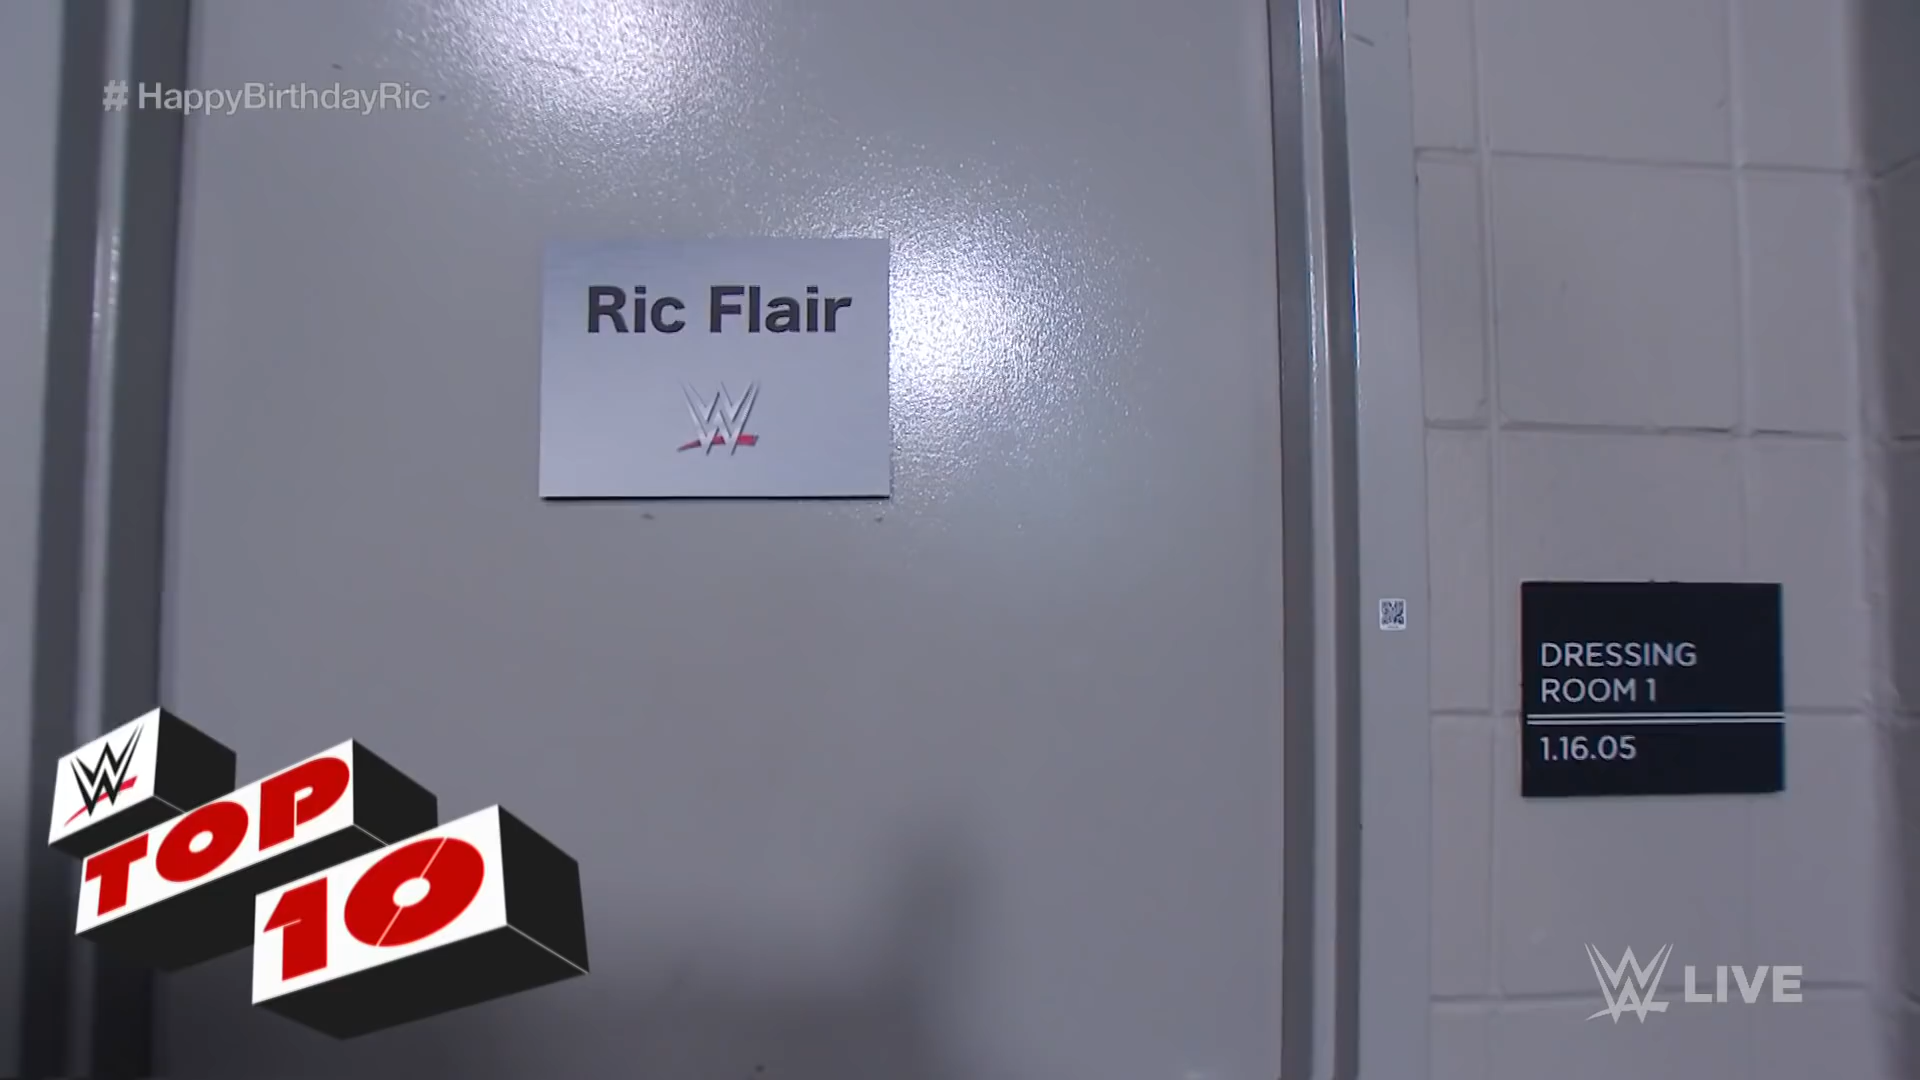 #HappyBirthdayRic
Ric Flair
W
DRESSING
ROOM 1
1.16.05
W
TOP
10
W LIVE